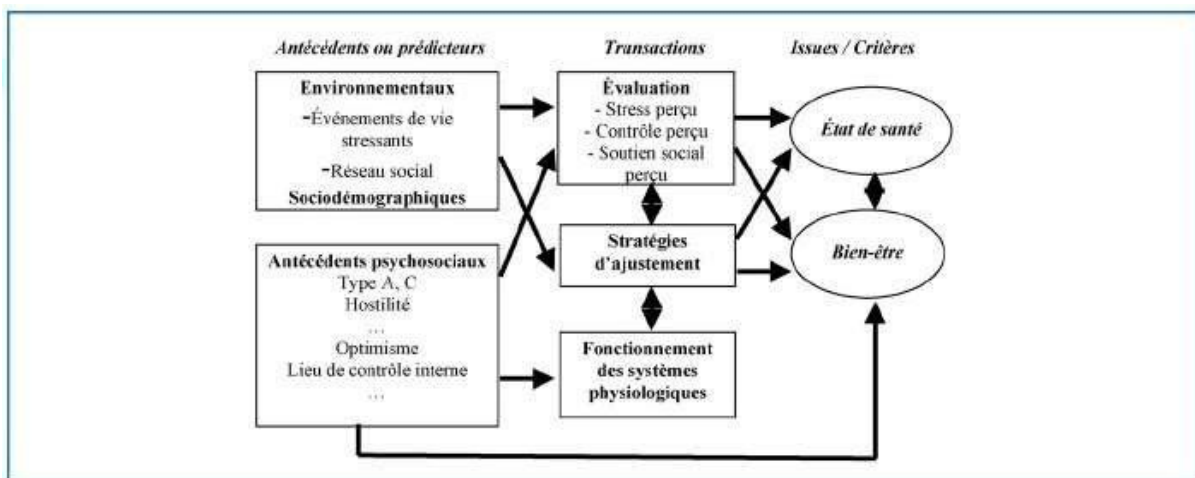 Antécédents ou prédicteurs
Transactions
Issues / Critères
Environnementaux
-Événements de vie
stressants
-Réseau social
Sociodémographiques
Antécédents psychosociaux
Type A, C
Hostilité
...
Optimisme
Lieu de contrôle interne
...
Évaluation
- Stress perçu
- Contrôle perçu
- Soutien social
perçu
Stratégies
d'ajustement
Fonctionnement
des systèmes
physiologiques
État de santé
Bien-être